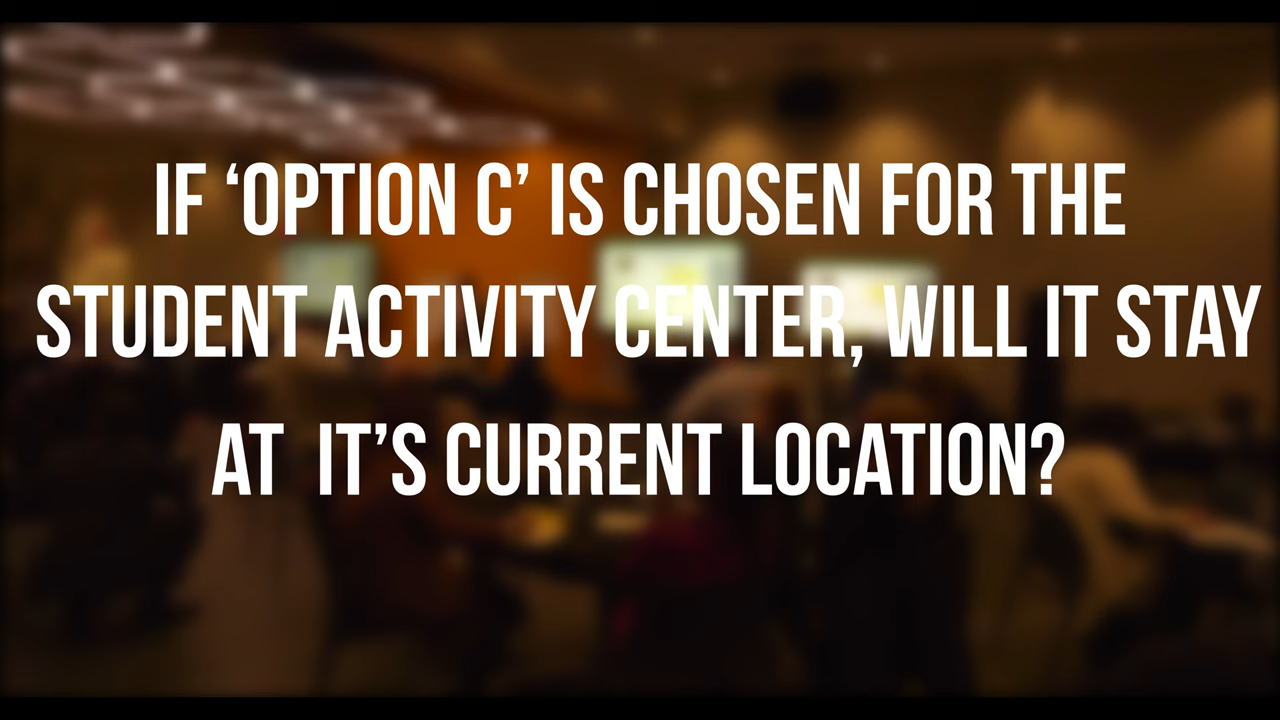 IF ‘OPTION C’ IS CHOSEN FOR THE
STUDENT ACTIVITY CENTER, WILL IT STAY
AT IT’S CURRENT LOCATION?